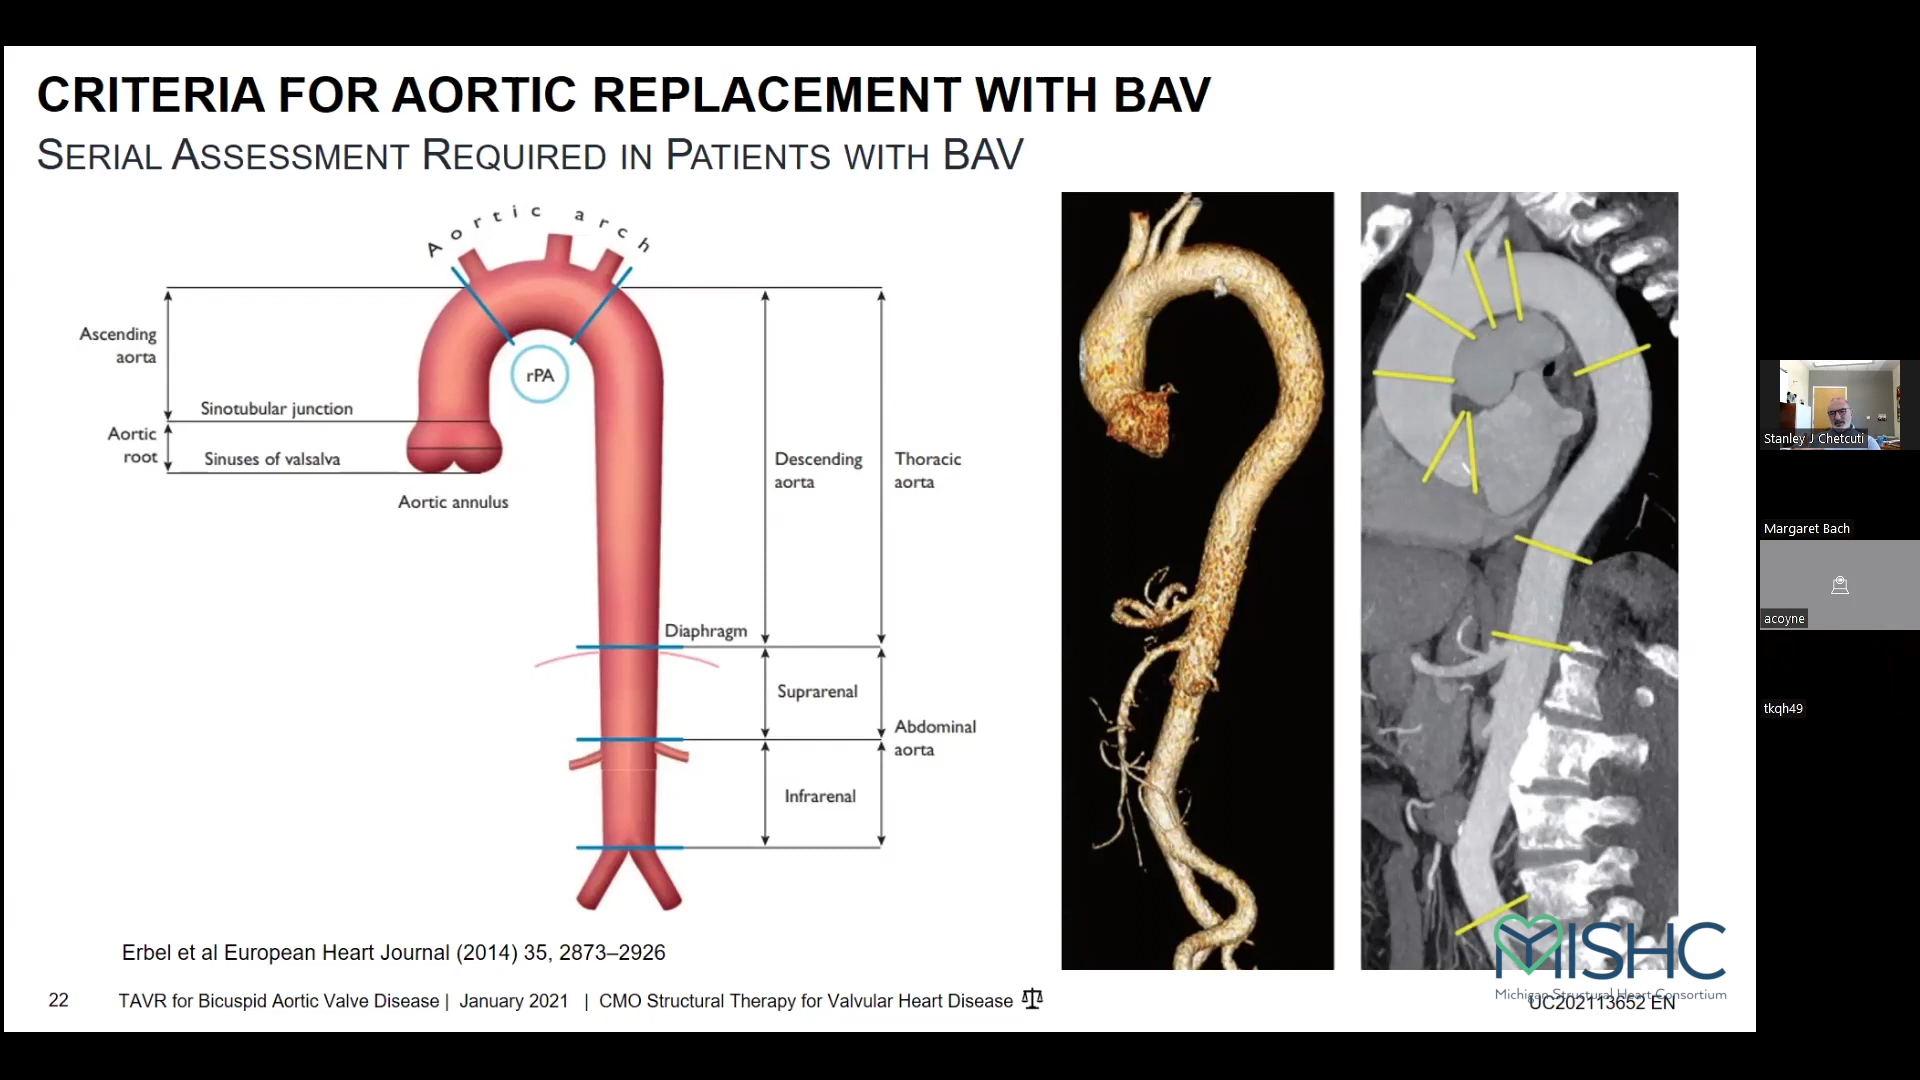 CRITERIA FOR AORTIC REPLACEMENT WITH BAV
SERIAL ASSESSMENT REQUIRED IN PATIENTS WITH BAV
Aortic arch
Ascending
aorta
rPA
Sinotubular junction
Aortic
root
Sinuses of valsalva
Aortic annulus
Descending
aorta
Thoracic
aorta
Diaphragm
Suprarenal
Abdominal
aorta
Infrarenal
Erbel et al European Heart Journal (2014) 35, 2873–2926
22
TAVR for Bicuspid Aortic Valve Disease | January 2021 | CMO Structural Therapy for Valvular Heart Disease
MISHC
Michigan Structural Heart Consortium
UC202113652 EN
Stanley J Chetcuti
Margaret Bach
acoyne
tkqh49